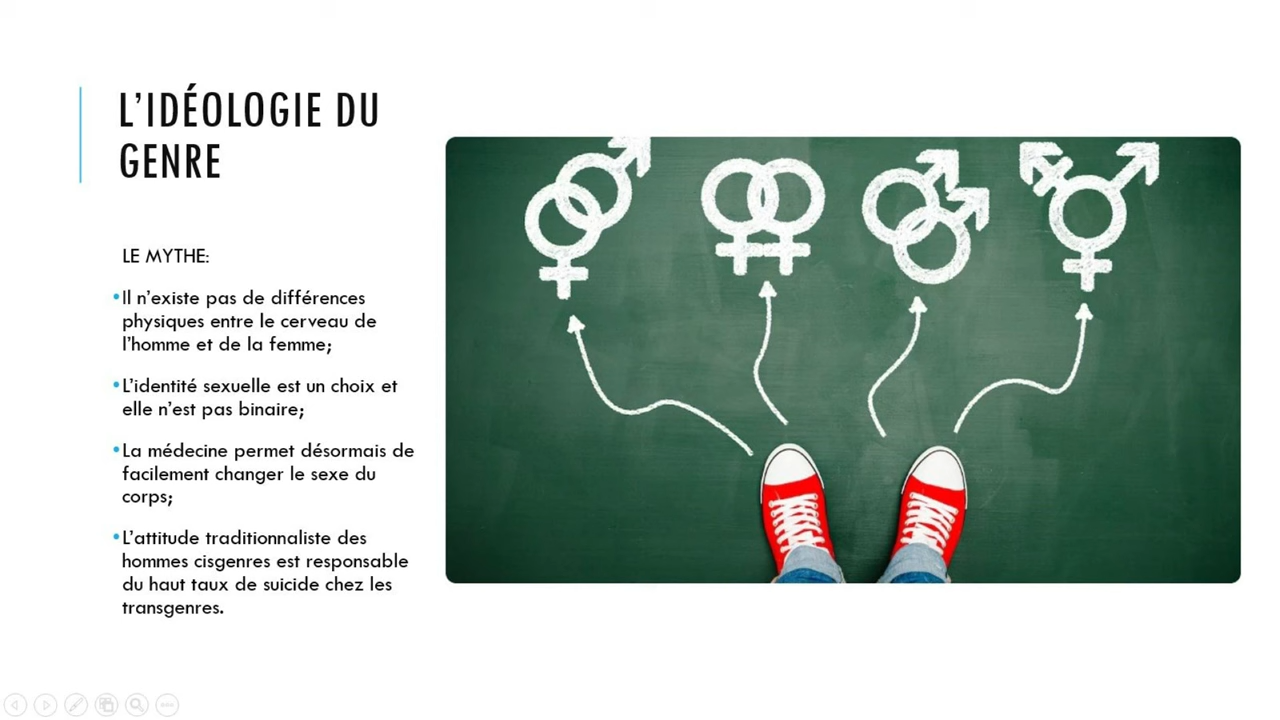 L’IDÉOLOGIE DU
GENRE
LE MYTHE:
•Il n’existe pas de différences
physiques entre le cerveau de
l’homme et de la femme;
•L’identité sexuelle est un choix et
elle n’est pas binaire;
•La médecine permet désormais de
facilement changer le sexe du
corps;
•L’attitude traditionnaliste des
hommes cisgenres est responsable
du haut taux de suicide chez les
transgenres.